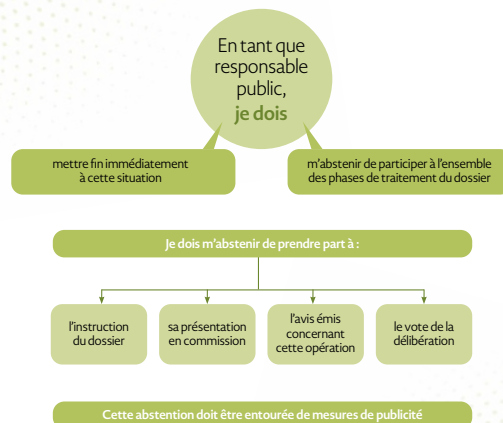 En tant que
responsable
public,
je dois
mettre fin immédiatement
à cette situation
m'abstenir de participer à l'ensemble
des phases de traitement du dossier
Je dois m'abstenir de prendre part à :
l'instruction
du dossier
sa présentation
en commission
l'avis émis
concernant
cette opération
le vote de la
délibération
Cette abstention doit être entourée de mesures de publicité